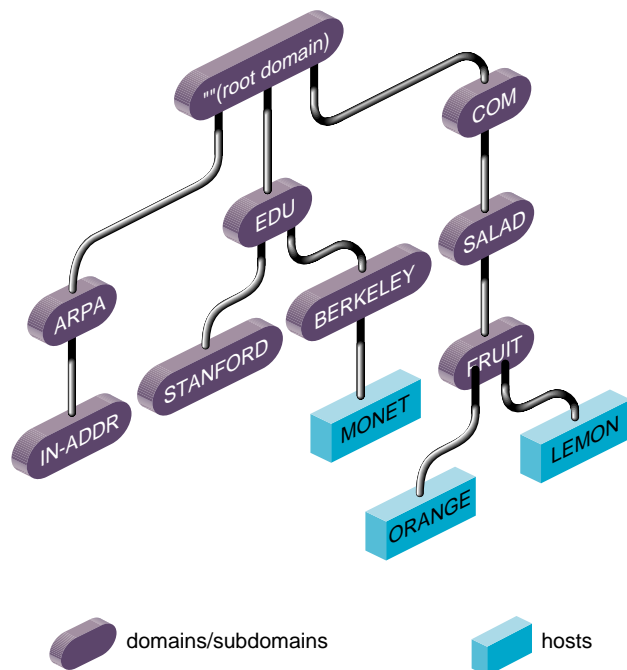 ""(root domain)
COM
EDU
SALAD
ARPA
BERKELEY
STANFORD
FRUIT
IN-ADDR
MONET
LEMON
ORANGE
domains/subdomains
hosts